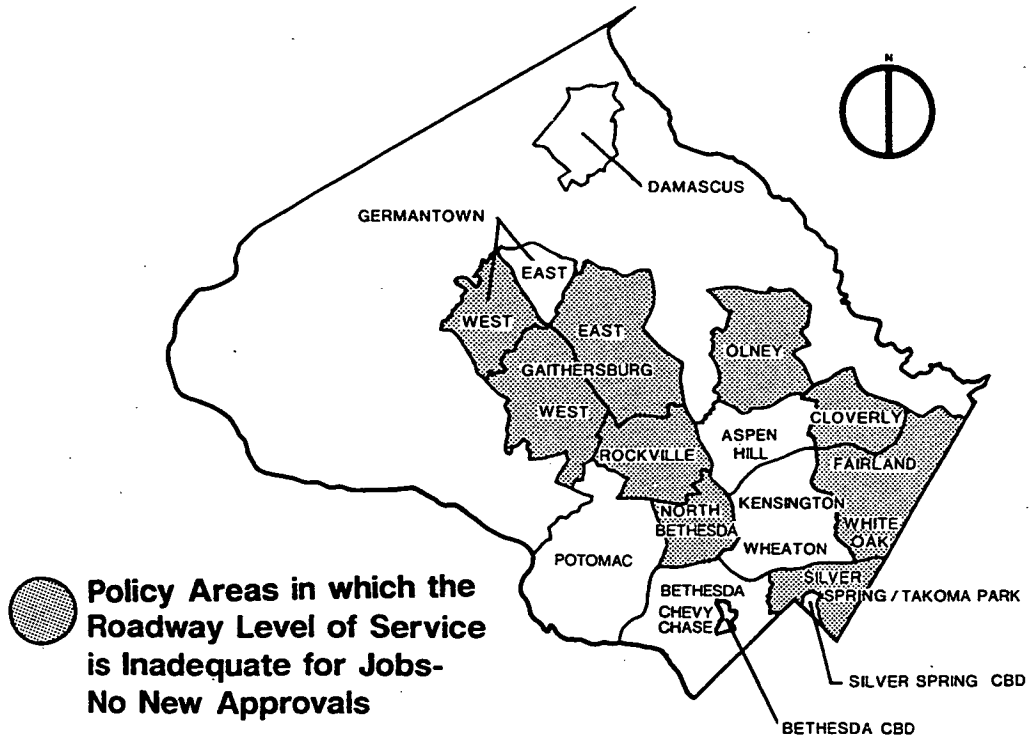 N
DAMASCUS
GERMANTOWN
EAST
WEST
EAST
GAITHERSBURG
WEST
OLNEY
CLOVERLY
ASPEN
HILL
ROCKVILLE
FAIRLAND
KENSINGTON
NORTH
BETHESDA
WHITE
OAK
WHEATON
POTOMAC
SILVER
SPRING / TAKOMA PARK
BETHESDA
CHEVY
CHASE
SILVER SPRING CBD
BETHESDA CBD
Policy Areas in which the
Roadway Level of Service
is Inadequate for Jobs-
No New Approvals